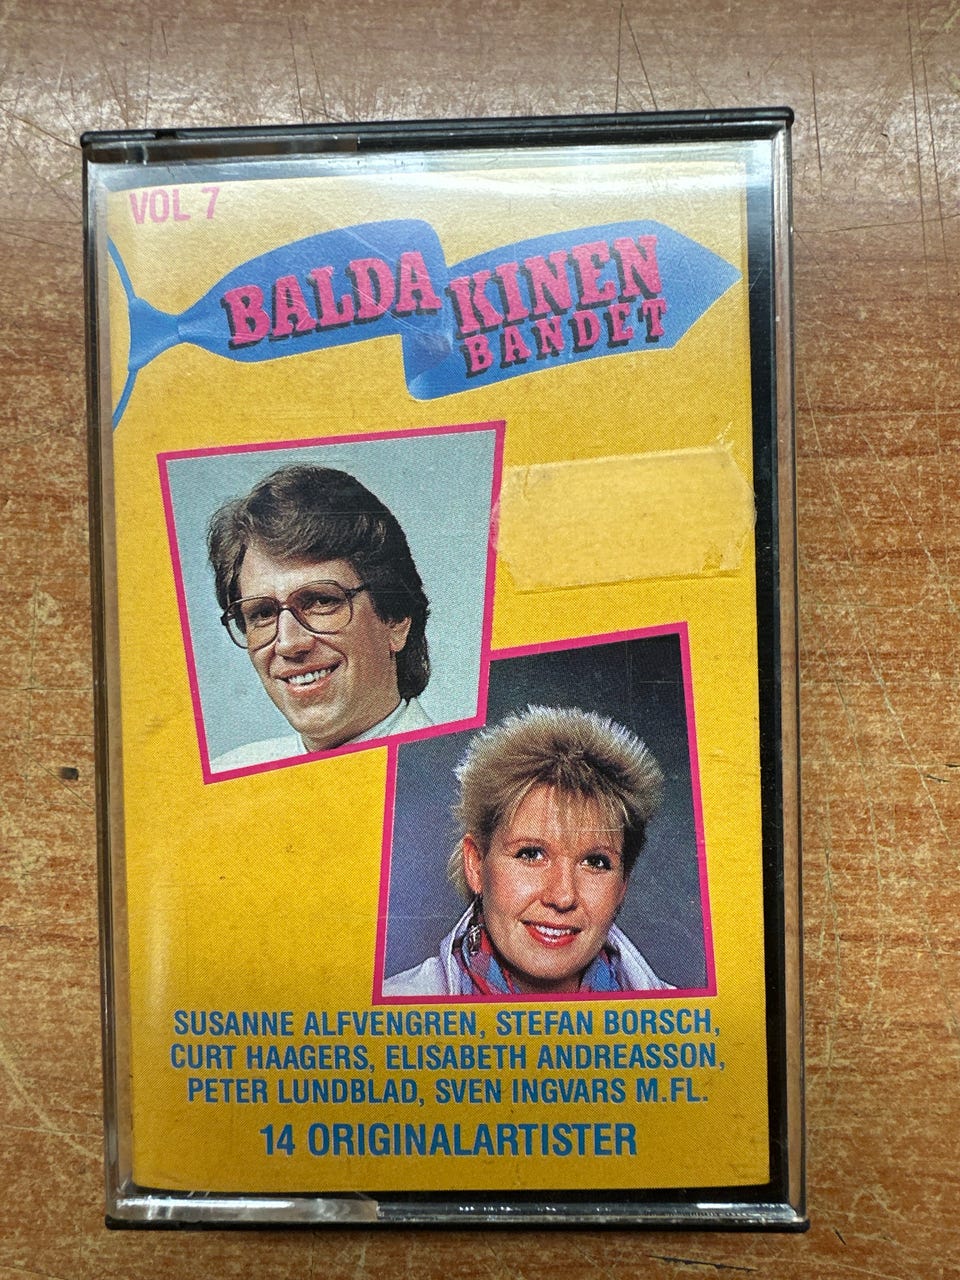 VOL 7
BALDA KINEN
BANDET
SUSANNE ALFVENGREN, STEFAN BORSCH,
CURT HAAGERS, ELISABETH ANDREASSON,
PETER LUNDBLAD, SVEN INGVARS M.FL.
14 ORIGINALARTISTER